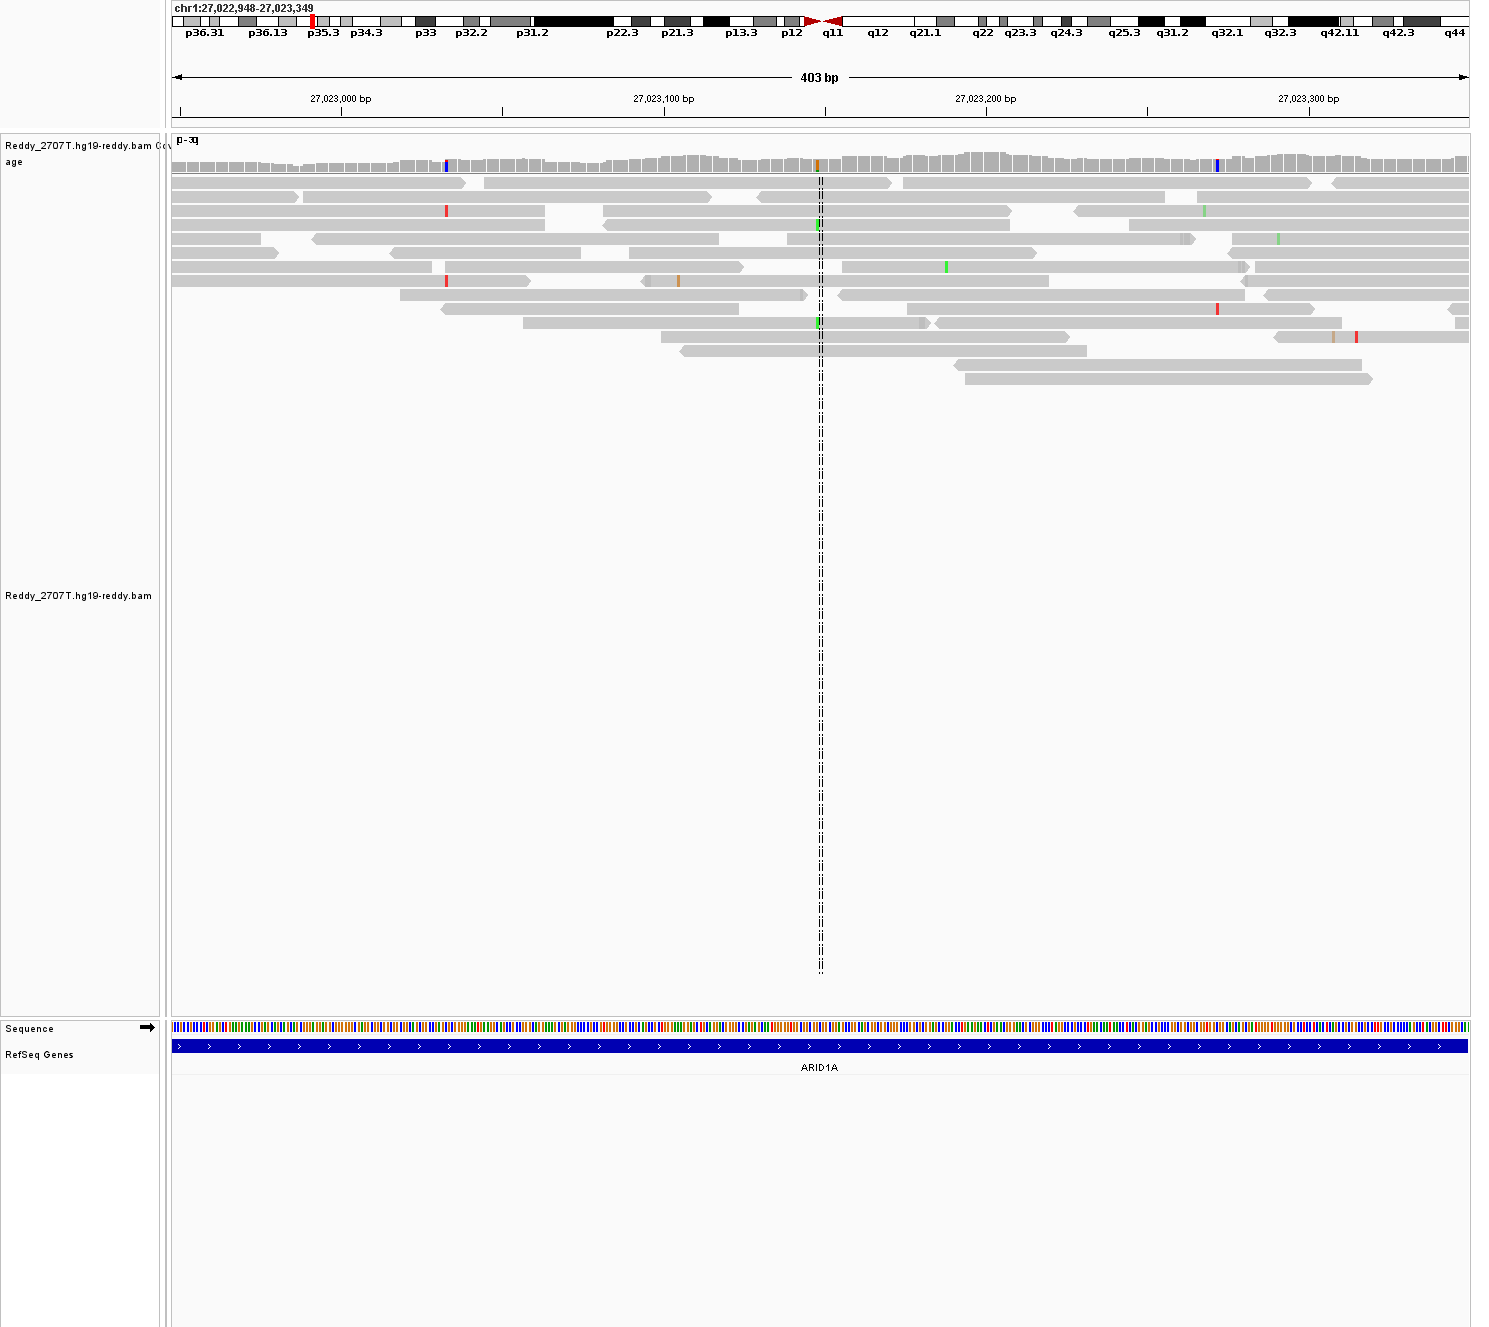 chr1:27,022,948-27,023,349
p36.31 p36.13 p35.3 p34.3 p33 p32.2 p31.2 p22.3 p21.3 p13.3 p12 q11 q12 q21.1 q22 q23.3 q24.3 q25.3 q31.2 q32.1 q32.3 q42.11 q42.3 q44
403 bp
27,023,000 bp 27,023,100 bp 27,023,200 bp 27,023,300 bp
[0 - 30]
Reddy_2707T.hg19-reddy.bam Cov
age
Reddy_2707T.hg19-reddy.bam
Sequence
RefSeq Genes
ARID1A